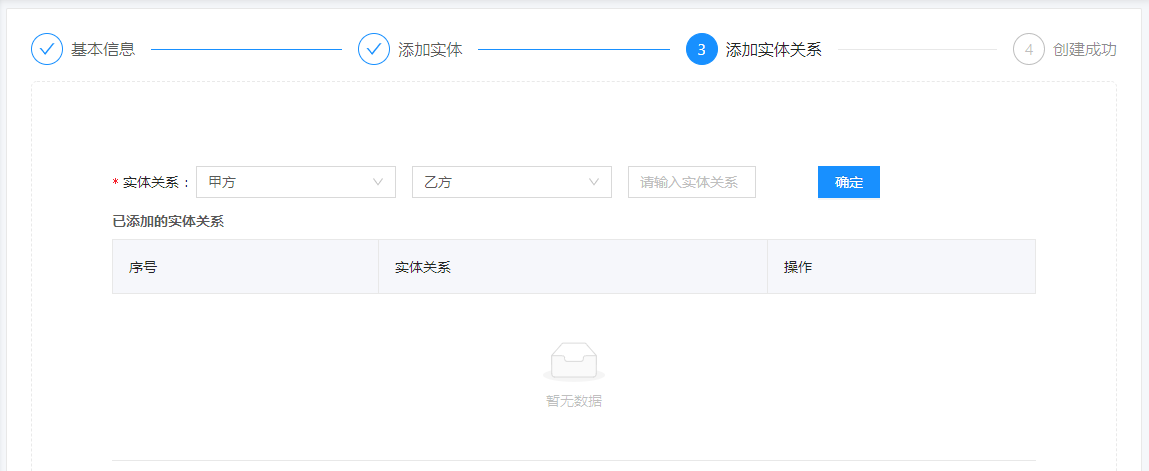 基本信息 添加实体 3 添加实体关系 4 创建成功
* 实体关系： 甲方 乙方 请输入实体关系 确定
已添加的实体关系
序号 实体关系 操作
暂无数据